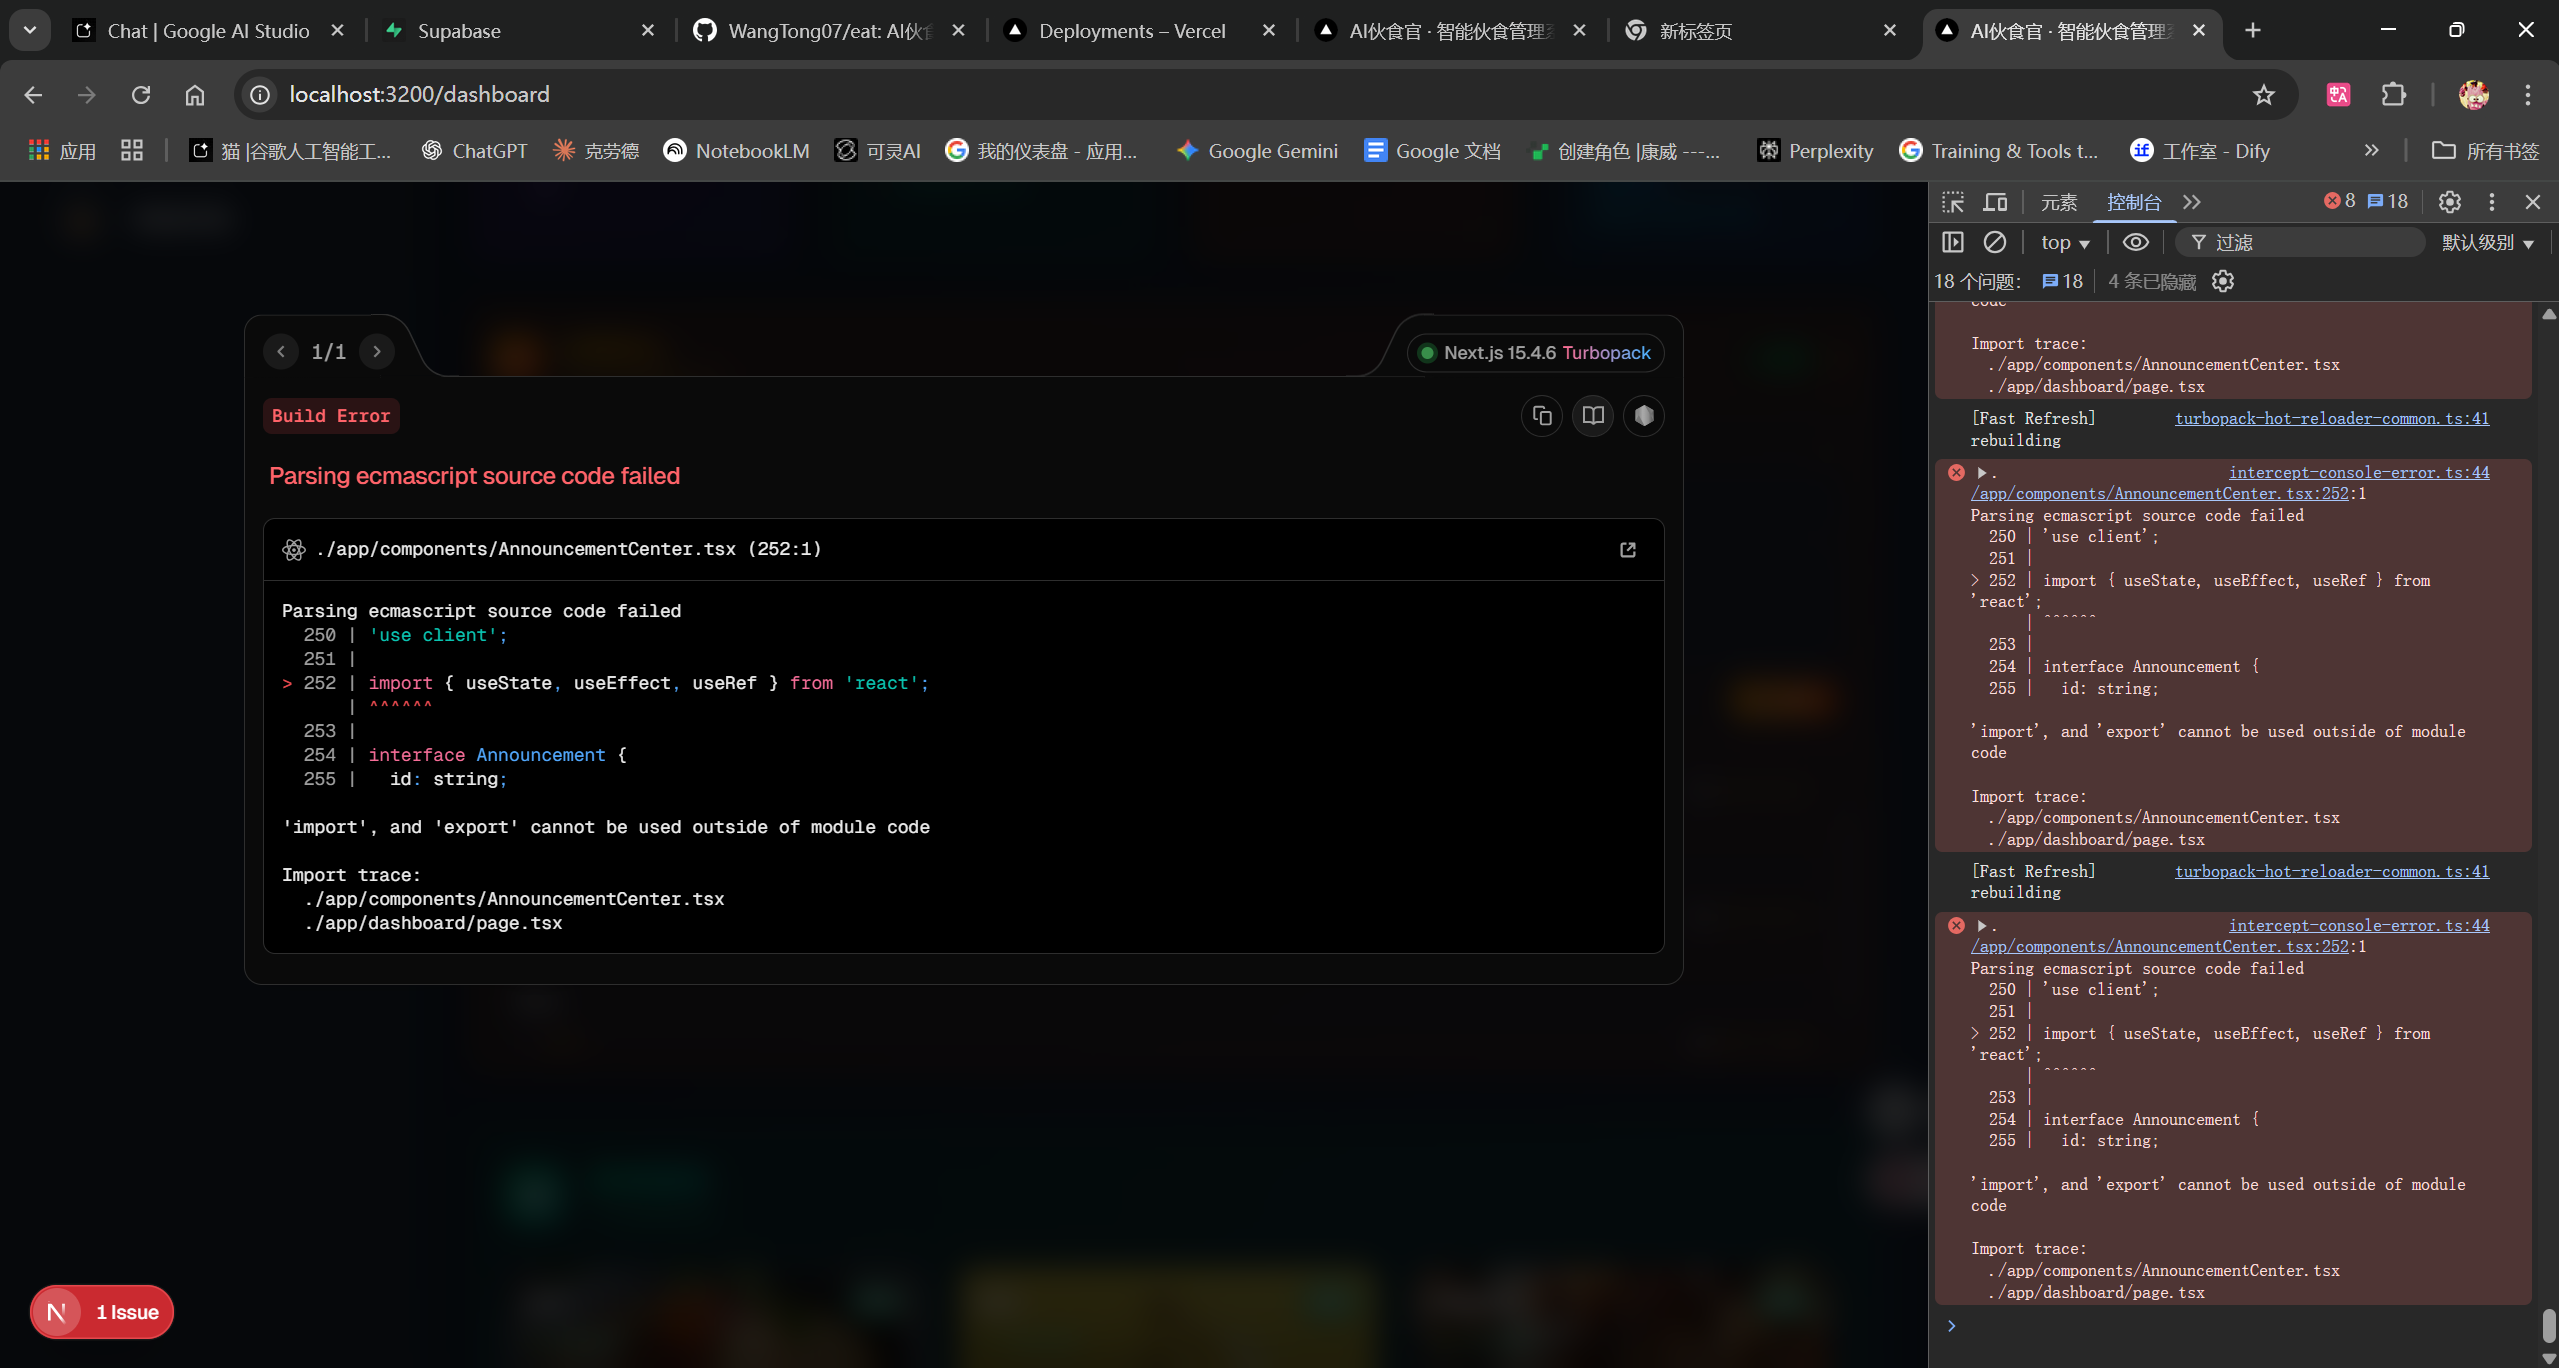 Chat | Google AI Studio
Supabase
WangTong07/eat: AI伙食
Deployments – Vercel
AI伙食官 · 智能伙食管理系
新标签页
AI伙食官 · 智能伙食管理系
localhost:3200/dashboard
应用
猫 |谷歌人工智能工...
ChatGPT
克劳德
NotebookLM
可灵AI
我的仪表盘 - 应用...
Google Gemini
Google 文档
创建角色 |康威 ---...
Perplexity
Training & Tools t...
工作室 - Dify
所有书签
1/1
Next.js 15.4.6 Turbopack
Build Error
Parsing ecmascript source code failed
./app/components/AnnouncementCenter.tsx (252:1)
Parsing ecmascript source code failed
250 | 'use client';
251 |
> 252 | import { useState, useEffect, useRef } from 'react';
| ^^^^^^
253 |
254 | interface Announcement {
255 | id: string;
'import', and 'export' cannot be used outside of module code
Import trace:
./app/components/AnnouncementCenter.tsx
./app/dashboard/page.tsx
N 1 Issue
元素
控制台
8
18
top
过滤
默认级别
18 个问题:
18
4 条已隐藏
code
Import trace:
./app/components/AnnouncementCenter.tsx
./app/dashboard/page.tsx
[Fast Refresh] turbopack-hot-reloader-common.ts:41
rebuilding
. intercept-console-error.ts:44
/app/components/AnnouncementCenter.tsx:252:1
Parsing ecmascript source code failed
250 | 'use client';
251 |
> 252 | import { useState, useEffect, useRef } from
'react';
| ^^^^^^
253 |
254 | interface Announcement {
255 | id: string;
'import', and 'export' cannot be used outside of module
code
Import trace:
./app/components/AnnouncementCenter.tsx
./app/dashboard/page.tsx
[Fast Refresh] turbopack-hot-reloader-common.ts:41
rebuilding
. intercept-console-error.ts:44
/app/components/AnnouncementCenter.tsx:252:1
Parsing ecmascript source code failed
250 | 'use client';
251 |
> 252 | import { useState, useEffect, useRef } from
'react';
| ^^^^^^
253 |
254 | interface Announcement {
255 | id: string;
'import', and 'export' cannot be used outside of module
code
Import trace:
./app/components/AnnouncementCenter.tsx
./app/dashboard/page.tsx